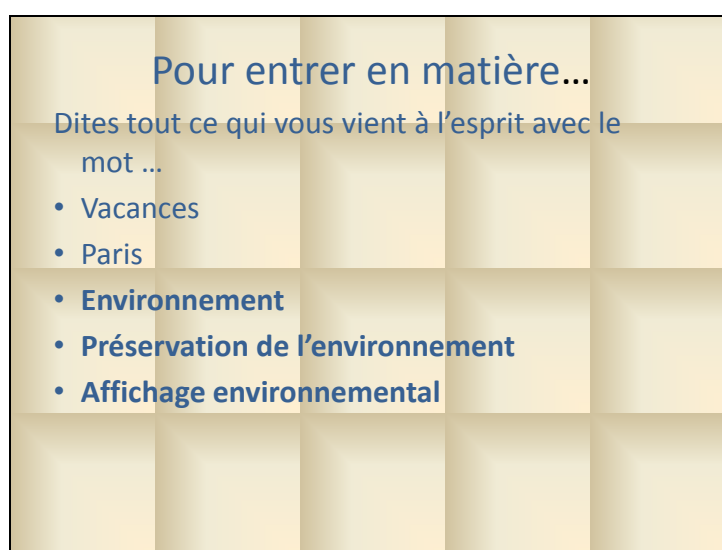 Pour entrer en matière…
Dites tout ce qui vous vient à l’esprit avec le
mot …
• Vacances
• Paris
• Environnement
• Préservation de l’environnement
• Affichage environnemental